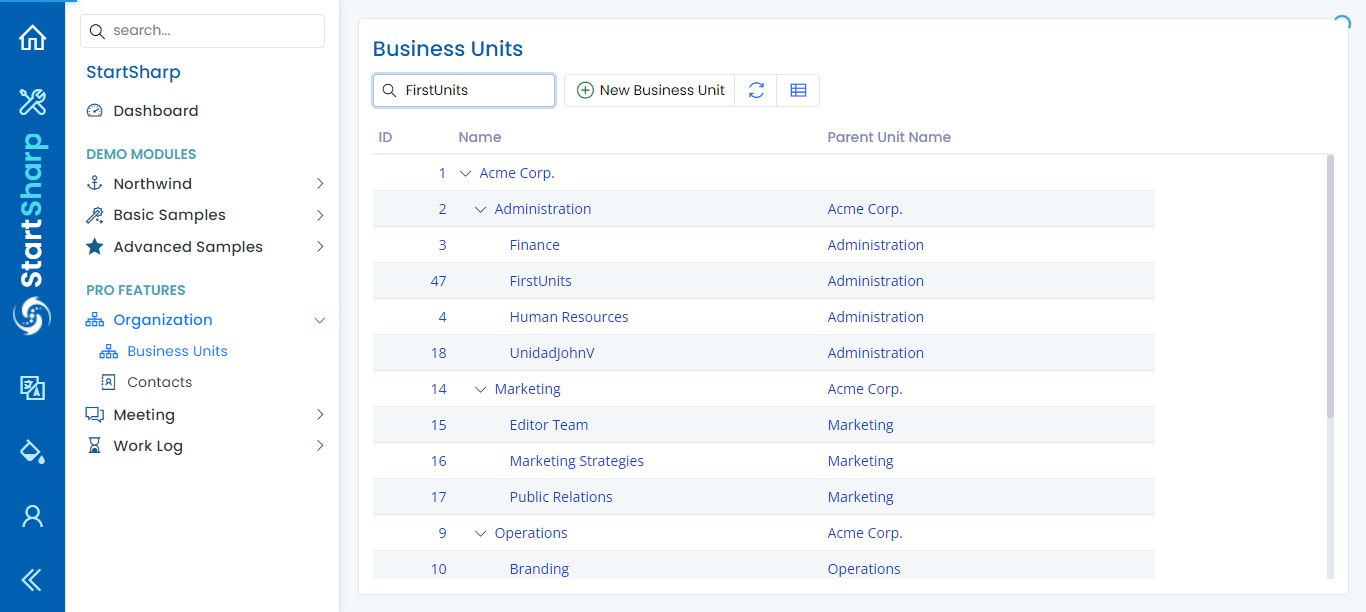 search...
StartSharp
Dashboard
DEMO MODULES
Northwind
Basic Samples
Advanced Samples
PRO FEATURES
Organization
Business Units
Contacts
Meeting
Work Log
StartSharp
Business Units
FirstUnits
New Business Unit
ID Name Parent Unit Name
1 Acme Corp.
2 Administration Acme Corp.
3 Finance Administration
47 FirstUnits Administration
4 Human Resources Administration
18 UnidadJohnV Administration
14 Marketing Acme Corp.
15 Editor Team Marketing
16 Marketing Strategies Marketing
17 Public Relations Marketing
9 Operations Acme Corp.
10 Branding Operations